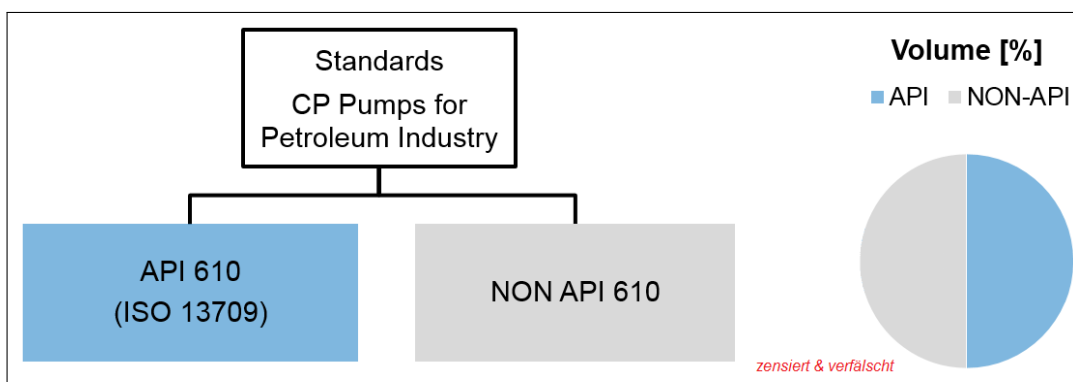 Standards
CP Pumps for
Petroleum Industry
API 610
(ISO 13709)
NON API 610
Volume [%]
API NON-API
zensiert & verfälscht